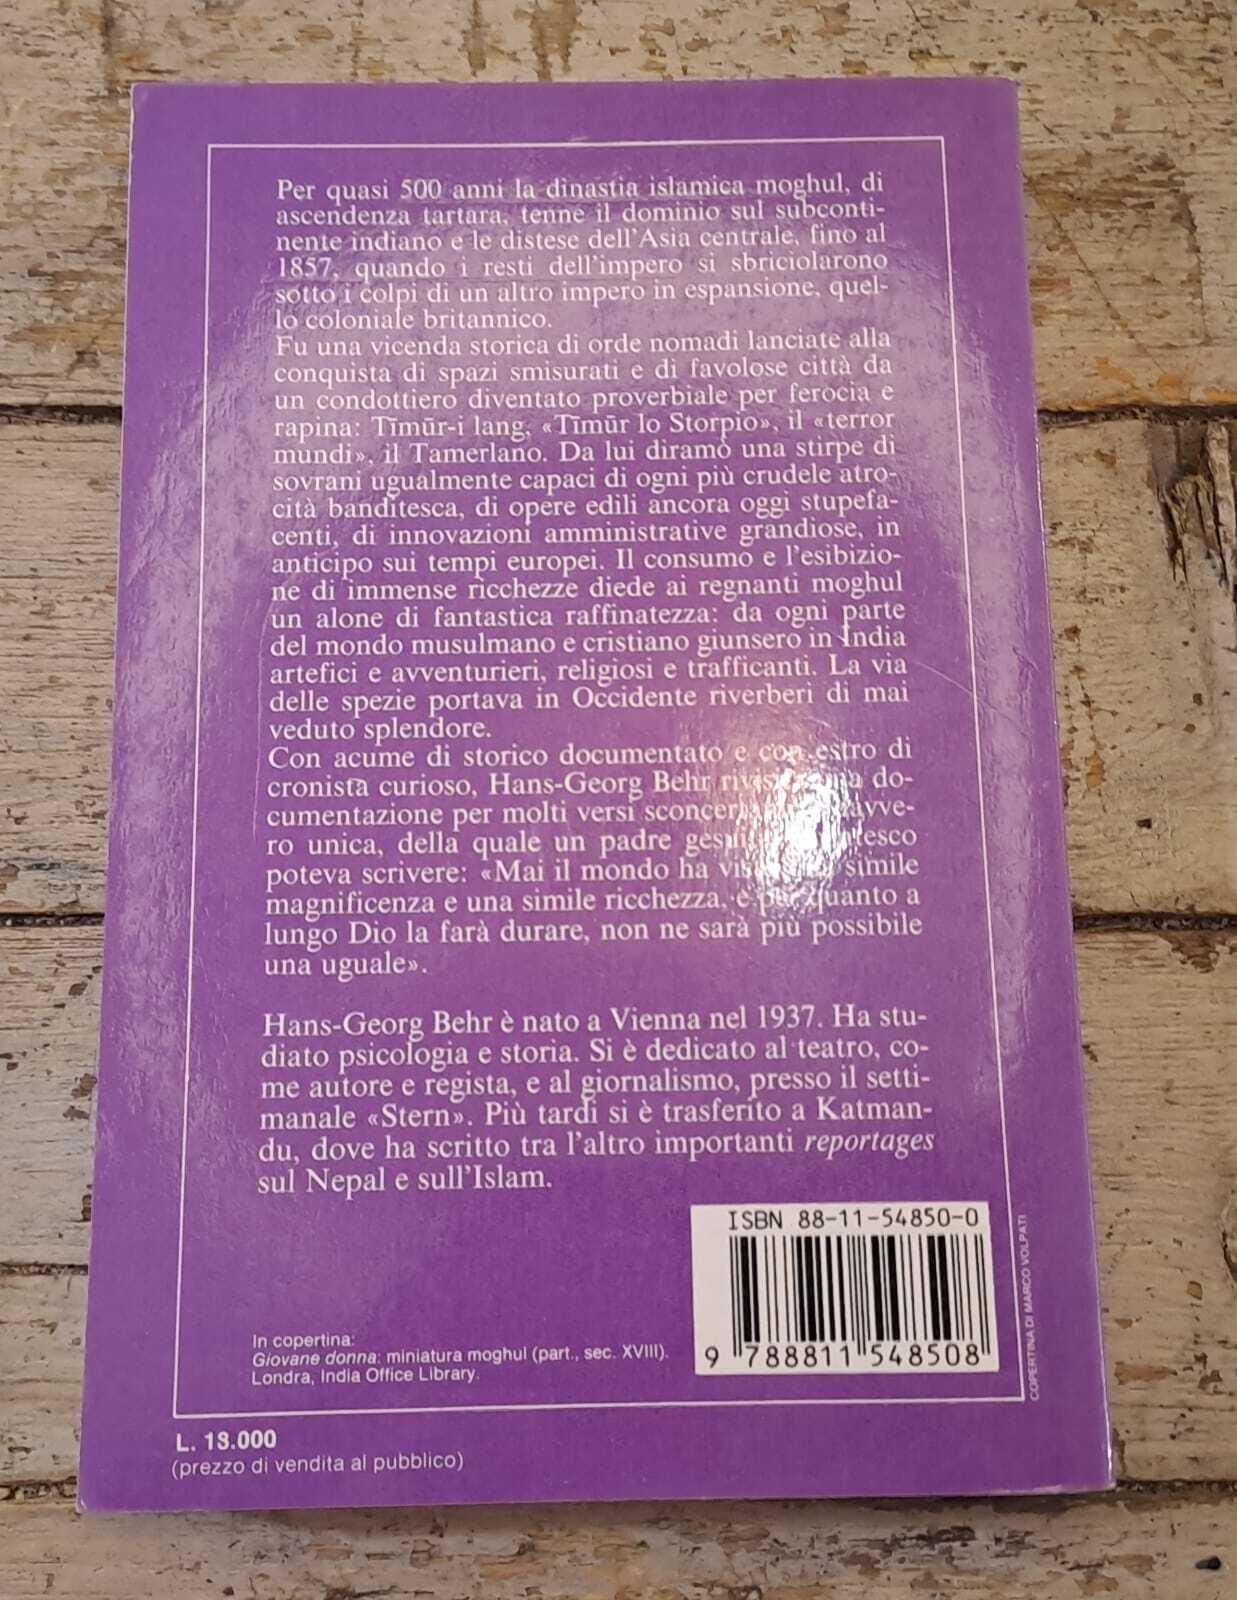 Per quasi 500 anni la dinastia islamica moghul, di
ascendenza tartara, tenne il dominio sul subconti-
nente indiano e le distese dell'Asia centrale, fino al
1857, quando i resti dell'impero si sbriciolarono
sotto i colpi di un altro impero in espansione, quel-
lo coloniale britannico.
Fu una vicenda storica di orde nomadi lanciate alla
conquista di spazi smisurati e di favolose città da
un condottiero diventato proverbiale per ferocia e
rapina: Tīmūr-i lang, «Tīmūr lo Storpio», il «terror
mundi», il Tamerlano. Da lui diramò una stirpe di
sovrani ugualmente capaci di ogni più crudele atro-
cità banditesca, di opere edili ancora oggi stupefa-
centi, di innovazioni amministrative grandiose, in
anticipo sui tempi europei. Il consumo e l'esibizio-
ne di immense ricchezze diede ai regnanti moghul
un alone di fantastica raffinatezza: da ogni parte
del mondo musulmano e cristiano giunsero in India
artefici e avventurieri, religiosi e trafficanti. La via
delle spezie portava in Occidente riverberi di mai
veduto splendore.
Con acume di storico documentato e con estro di
cronista curioso, Hans-Georg Behr do-
cumentazione per molti versi
ro unica, della quale un padre
poteva scrivere: «Mai il mondo ha simile
magnificenza e una simile ricchezza, e per quanto a
lungo Dio la farà durare, non ne sarà più possibile
una uguale».
Hans-Georg Behr è nato a Vienna nel 1937. Ha stu-
diato psicologia e storia. Si è dedicato al teatro, co-
me autore e regista, e al giornalismo, presso il setti-
manale «Stern». Più tardi si è trasferito a Katman-
du, dove ha scritto tra l'altro importanti reportages
sul Nepal e sull'Islam.
ISBN 88-11-54850-0
9 788811 548508
COPERTINA DI MARCO VOLPATI
In copertina:
Giovane donna: miniatura moghul (part., sec. XVIII).
Londra, India Office Library.
L. 18.000
(prezzo di vendita al pubblico)